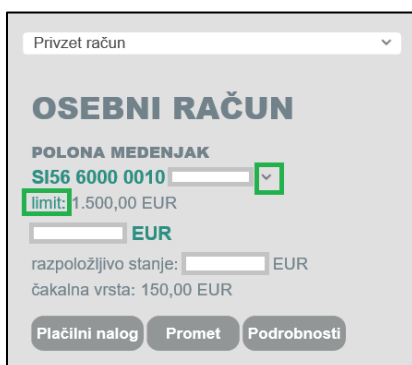 Privzet račun
OSEBNI RAČUN
POLONA MEDENJAK
SI56 6000 0010
limit: 1.500,00 EUR
EUR
razpoložljivo stanje: EUR
čakalna vrsta: 150,00 EUR
Plačilni nalog Promet Podrobnosti